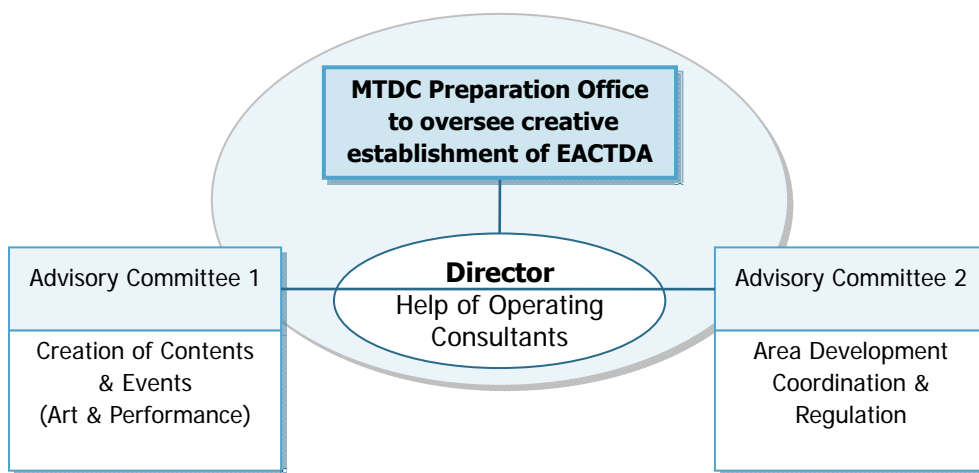 MTDC Preparation Office
to oversee creative
establishment of EACTDA
Director
Help of Operating
Consultants
Advisory Committee 1
Creation of Contents
& Events
(Art & Performance)
Advisory Committee 2
Area Development
Coordination &
Regulation